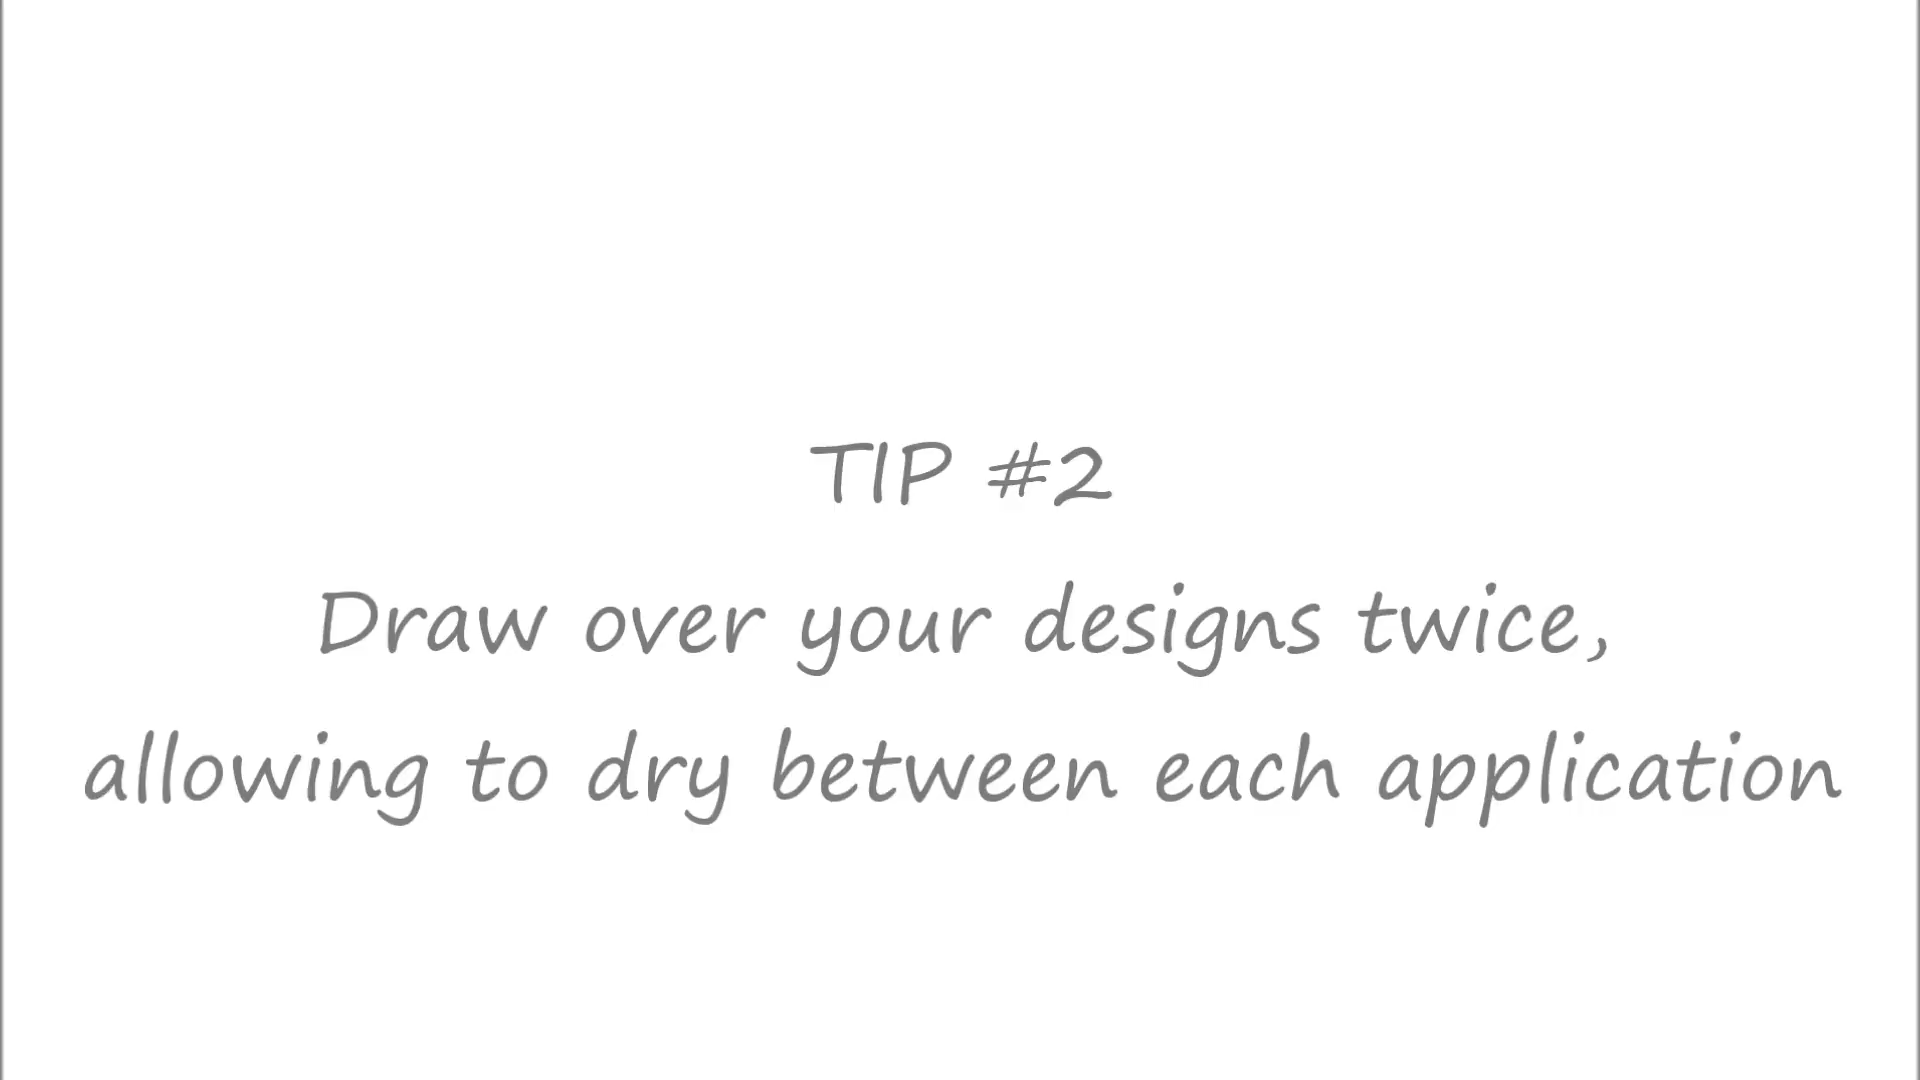 TIP #2
Draw over your designs twice,
allowing to dry between each application